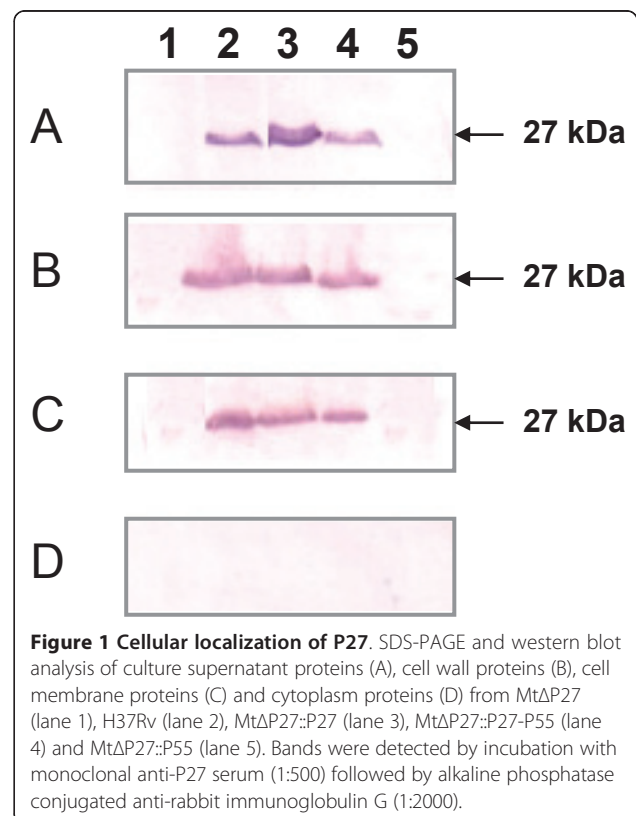 1 2 3 4 5
A 27 kDa
B 27 kDa
C 27 kDa
D
Figure 1 Cellular localization of P27. SDS-PAGE and western blot
analysis of culture supernatant proteins (A), cell wall proteins (B), cell
membrane proteins (C) and cytoplasm proteins (D) from MtΔP27
(lane 1), H37Rv (lane 2), MtΔP27::P27 (lane 3), MtΔP27::P27-P55 (lane
4) and MtΔP27::P55 (lane 5). Bands were detected by incubation with
monoclonal anti-P27 serum (1:500) followed by alkaline phosphatase
conjugated anti-rabbit immunoglobulin G (1:2000).